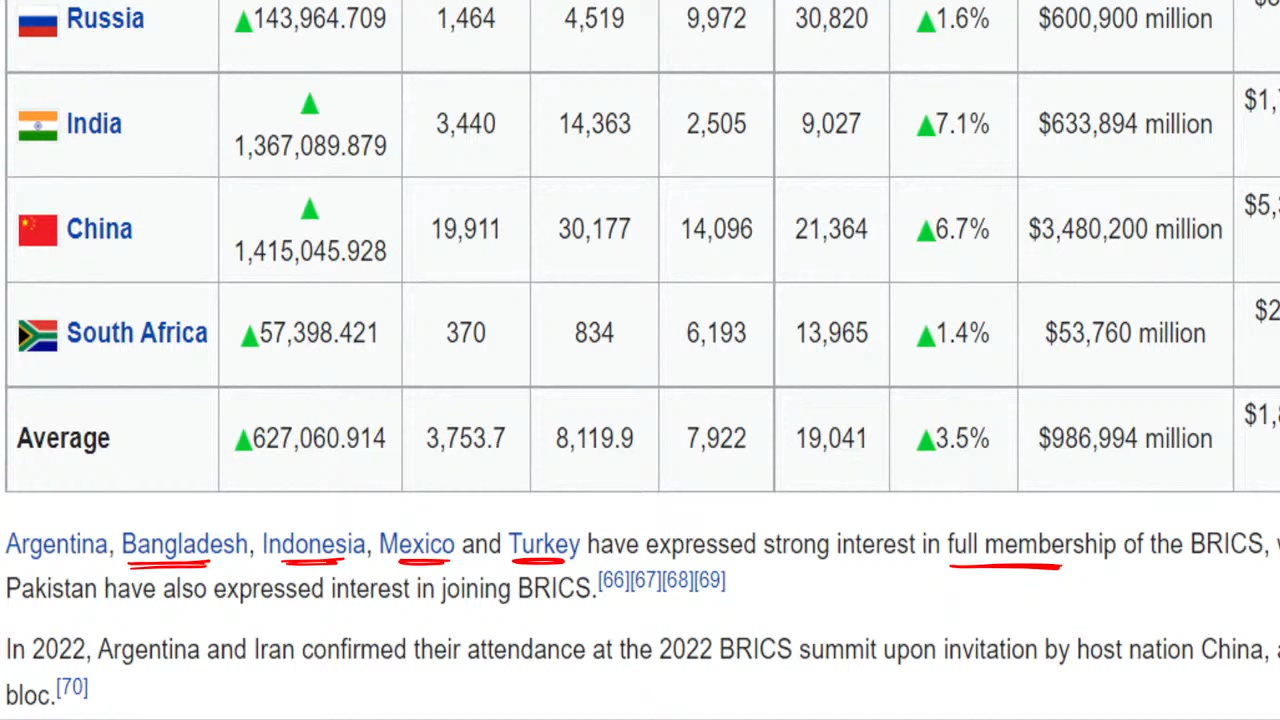 Russia 143,964.709 1,464 4,519 9,972 30,820 1.6% $600,900 million
India 1,367,089.879 3,440 14,363 2,505 9,027 7.1% $633,894 million $1,
China 1,415,045.928 19,911 30,177 14,096 21,364 6.7% $3,480,200 million $5,
South Africa 57,398.421 370 834 6,193 13,965 1.4% $53,760 million $2
Average 627,060.914 3,753.7 8,119.9 7,922 19,041 3.5% $986,994 million $1,
Argentina, Bangladesh, Indonesia, Mexico and Turkey have expressed strong interest in full membership of the BRICS,
Pakistan have also expressed interest in joining BRICS.[66][67][68][69]
In 2022, Argentina and Iran confirmed their attendance at the 2022 BRICS summit upon invitation by host nation China,
bloc.[70]